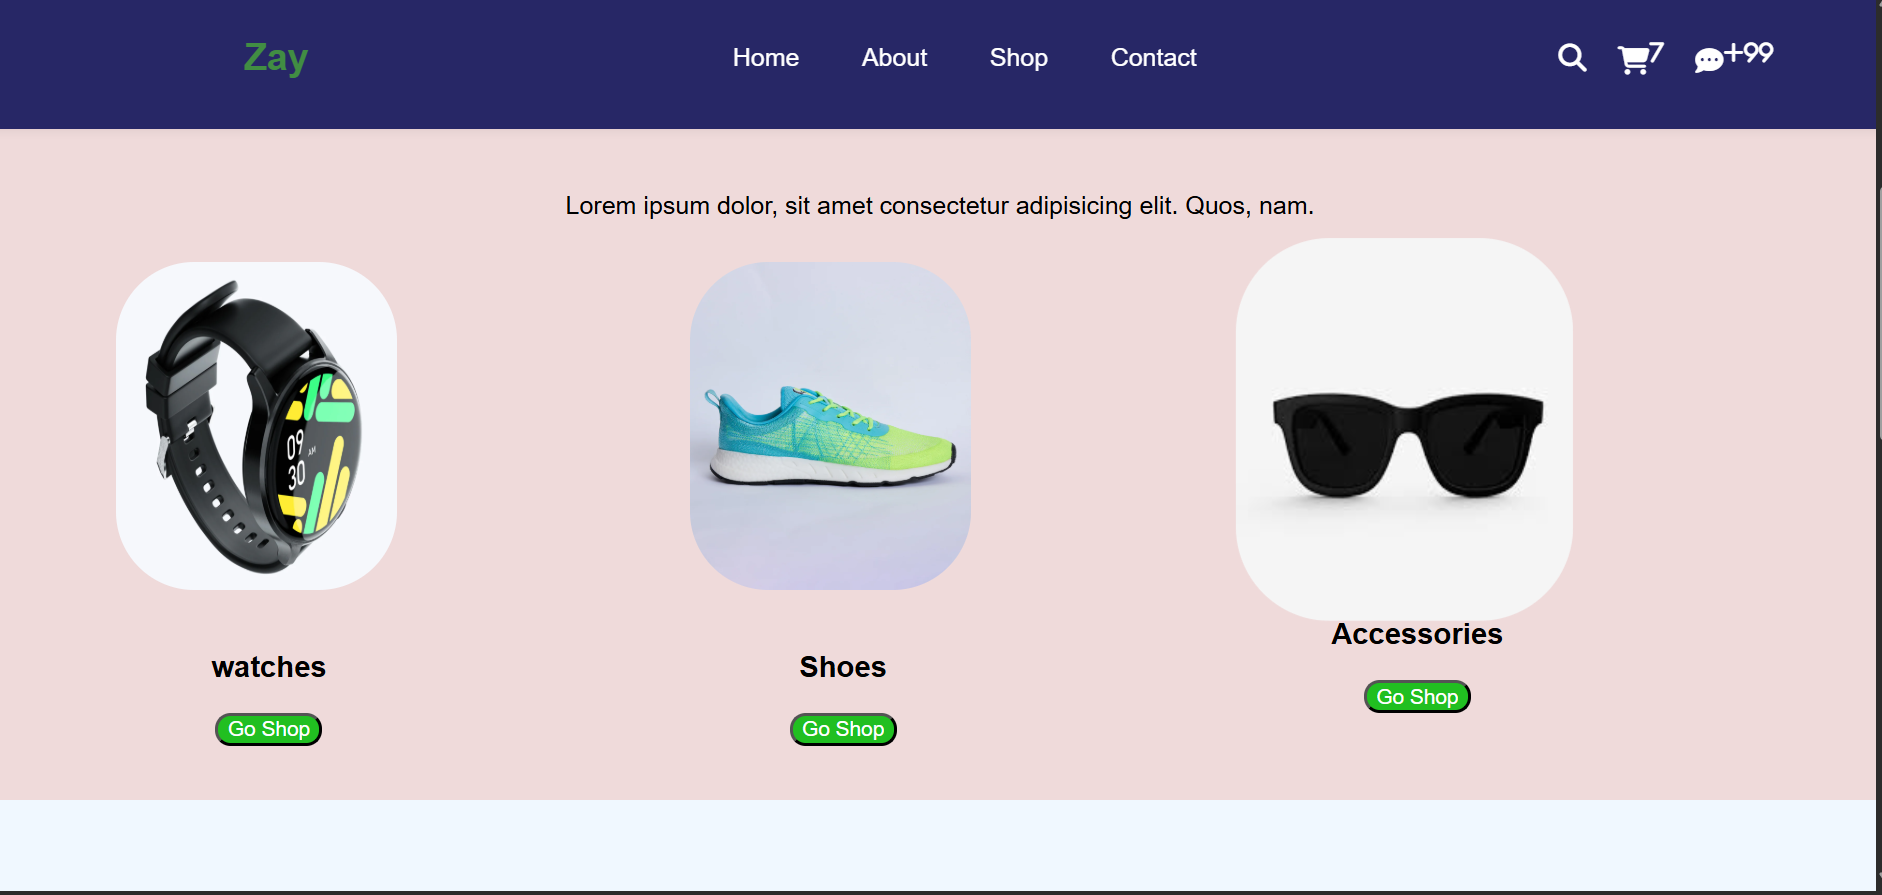 Zay
Home About Shop Contact
7
+99
Lorem ipsum dolor, sit amet consectetur adipisicing elit. Quos, nam.
09
30
AM
watches
Go Shop
Shoes
Go Shop
Accessories
Go Shop